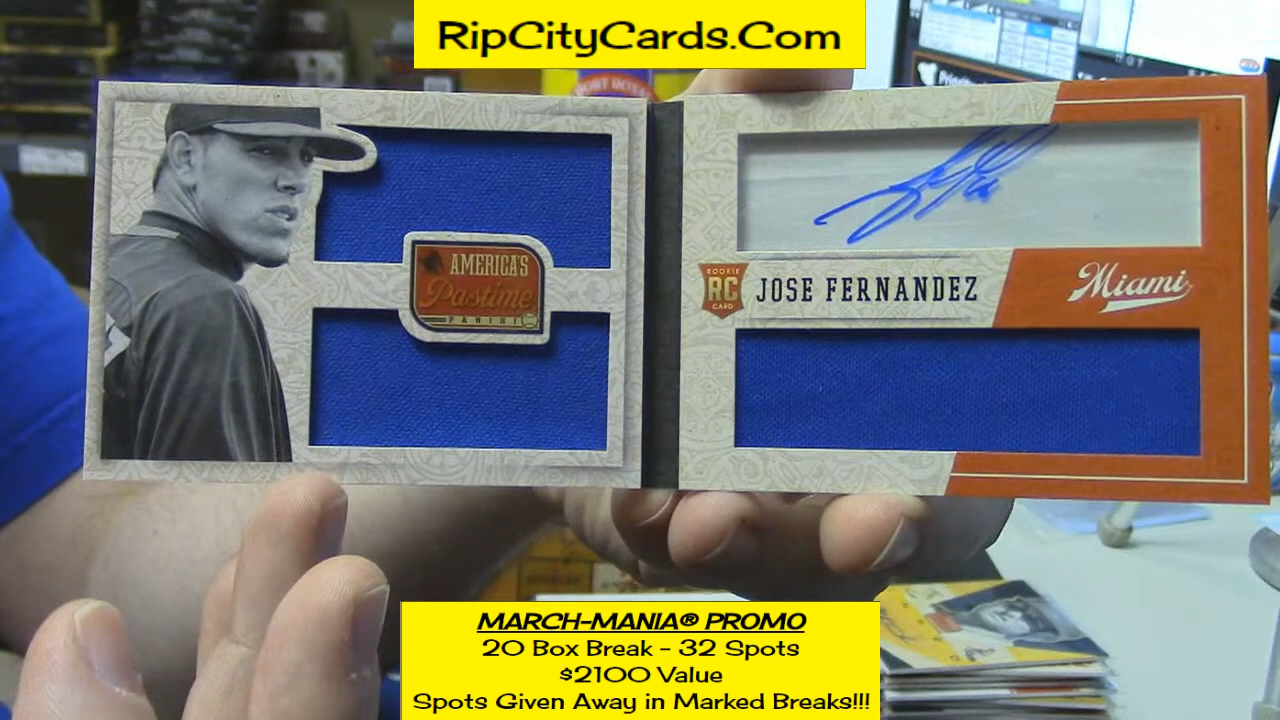 RipCityCards.Com
AMERICA'S
Pastime
PANINI
ROOKIE
RC
CARD
JOSE FERNANDEZ
Miami
MARCH-MANIA® PROMO
20 Box Break - 32 Spots
$2100 Value
Spots Given Away in Marked Breaks!!!